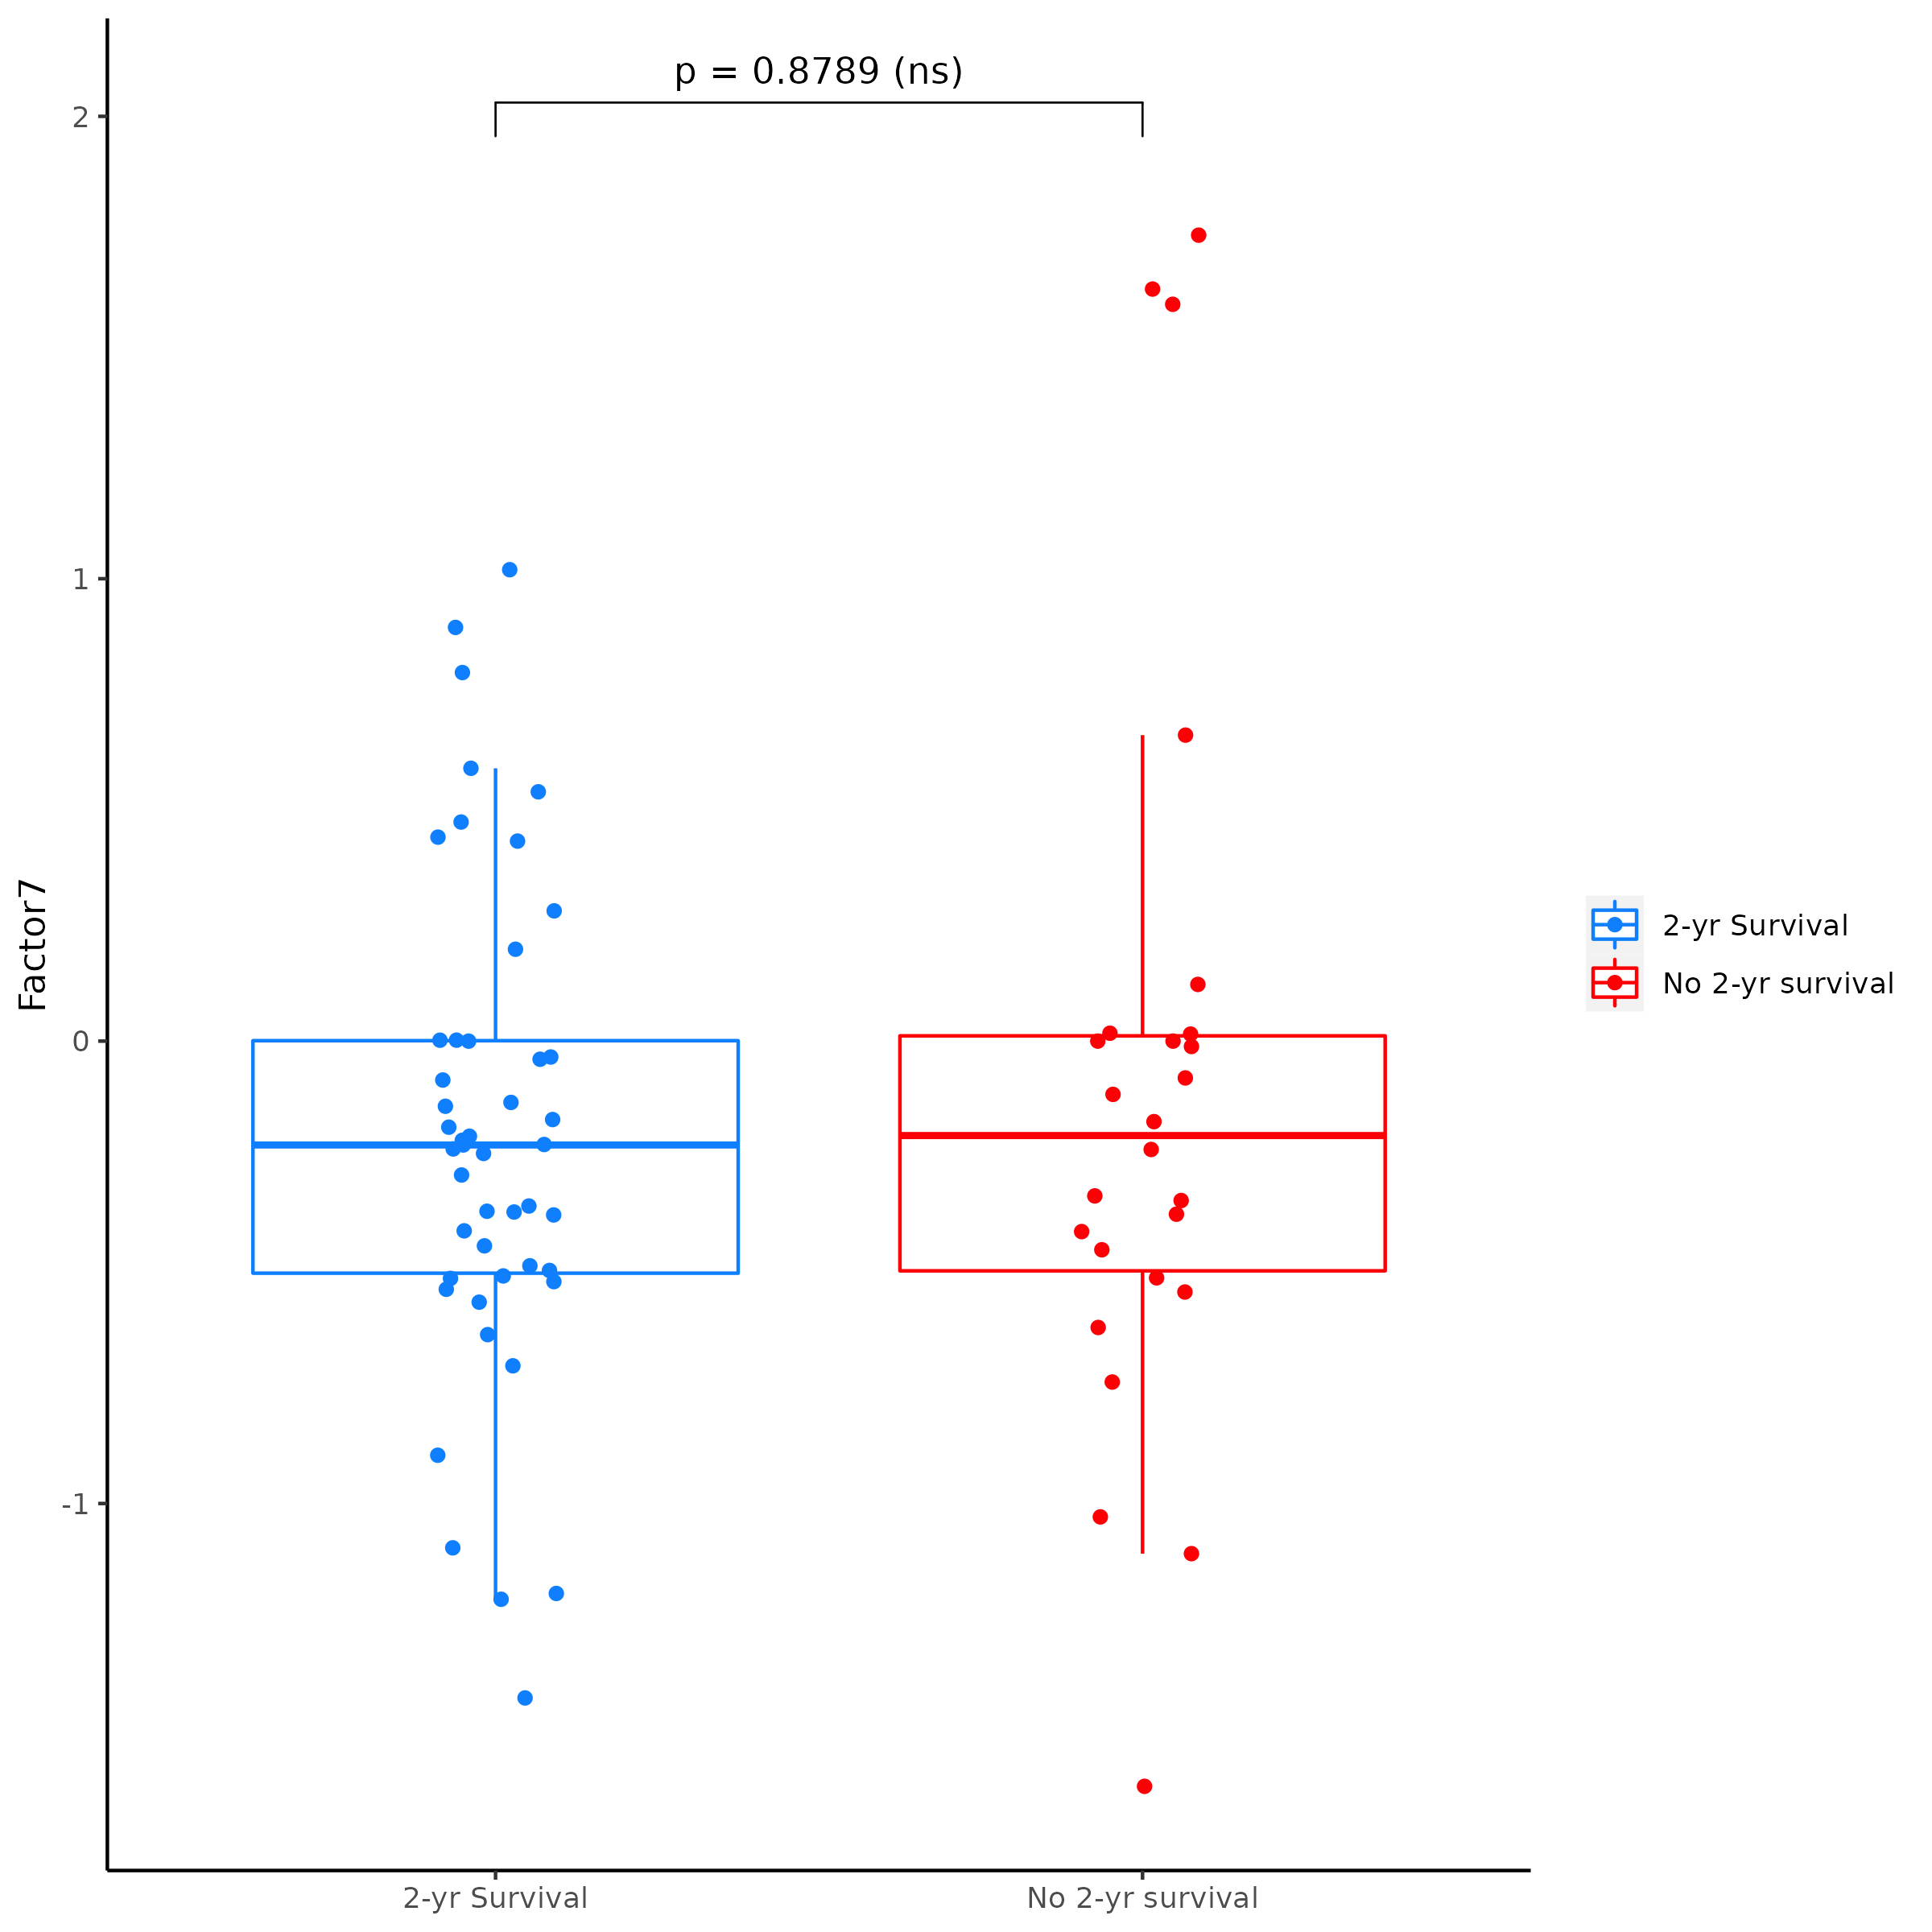 p = 0.8789 (ns)
2
1
0
-1
Factor7
2-yr Survival
No 2-yr survival
2-yr Survival
No 2-yr survival